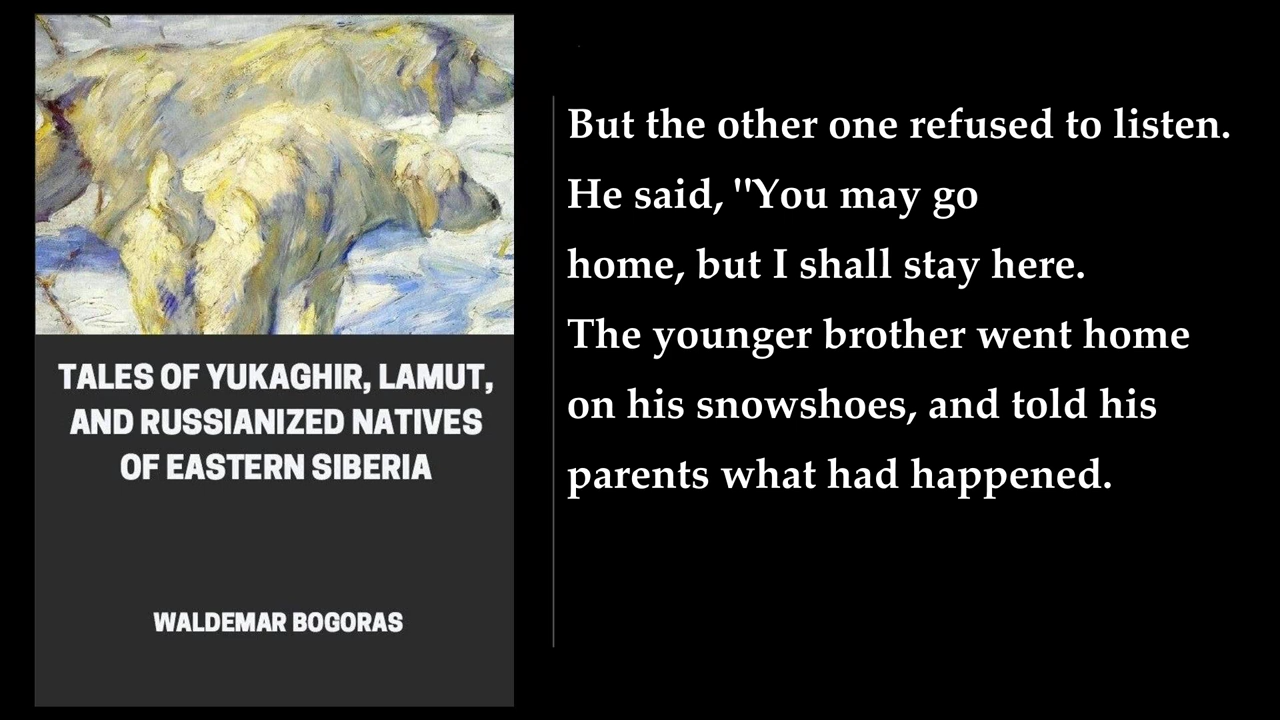 TALES OF YUKAGHIR, LAMUT,
AND RUSSIANIZED NATIVES
OF EASTERN SIBERIA
WALDEMAR BOGORAS
But the other one refused to listen.
He said, "You may go
home, but I shall stay here.
The younger brother went home
on his snowshoes, and told his
parents what had happened.